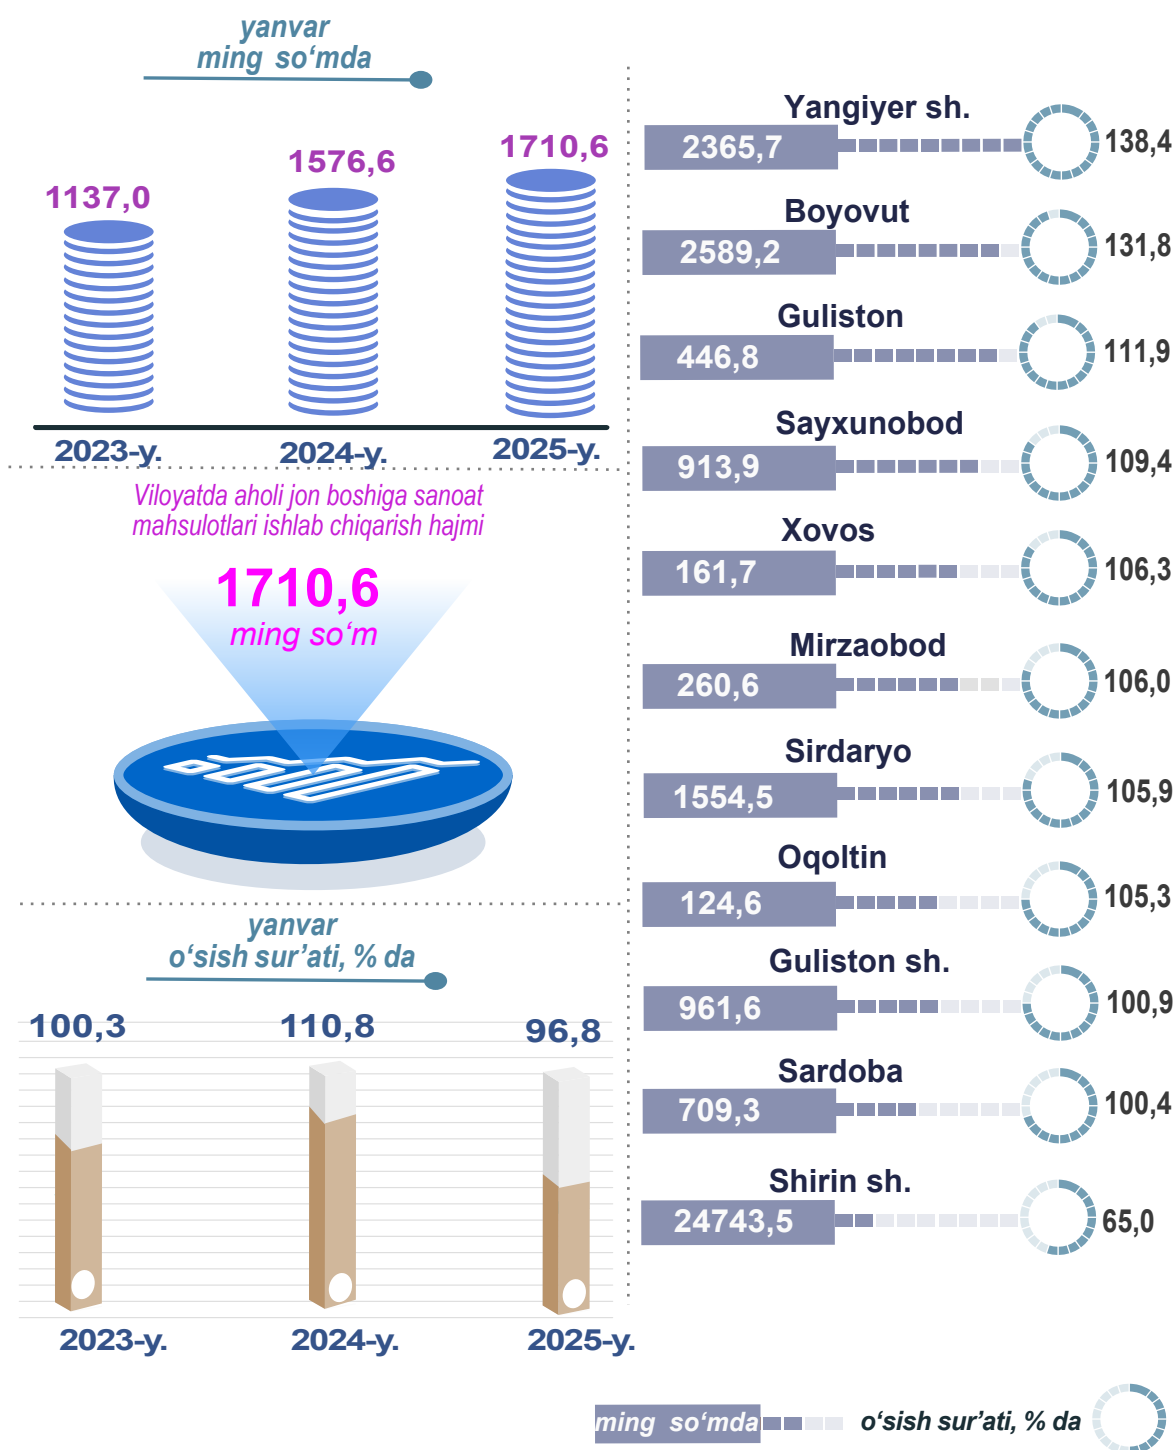 yanvar
ming so‘mda
1137,0
1576,6
1710,6
2023-y.
2024-y.
2025-y.
Viloyatda aholi jon boshiga sanoat
mahsulotlari ishlab chiqarish hajmi
1710,6
ming so‘m
yanvar
o‘sish sur’ati, % da
100,3
110,8
96,8
2023-y.
2024-y.
2025-y.
Yangiyer sh.
2365,7
138,4
Boyovut
2589,2
131,8
Guliston
446,8
111,9
Sayxunobod
913,9
109,4
Xovos
161,7
106,3
Mirzaobod
260,6
106,0
Sirdaryo
1554,5
105,9
Oqoltin
124,6
105,3
Guliston sh.
961,6
100,9
Sardoba
709,3
100,4
Shirin sh.
24743,5
65,0
ming so‘mda
o‘sish sur’ati, % da